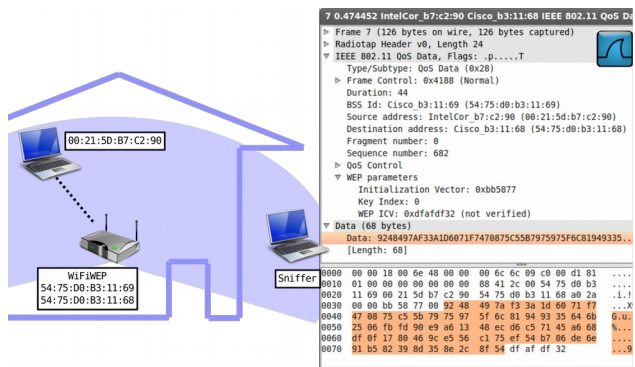 7 0.474452 IntelCor_b7:c2:90 Cisco_b3:11:68 IEEE 802.11 QoS Da
Frame 7 (126 bytes on wire, 126 bytes captured)
Radiotap Header v0, Length 24
IEEE 802.11 QoS Data, Flags: .p.....T
Type/Subtype: QoS Data (0x28)
Frame Control: 0x4188 (Normal)
Duration: 44
BSS Id: Cisco_b3:11:69 (54:75:d0:b3:11:69)
Source address: IntelCor_b7:c2:90 (00:21:5d:b7:c2:90)
Destination address: Cisco_b3:11:68 (54:75:d0:b3:11:68)
Fragment number: 0
Sequence number: 682
QoS Control
WEP parameters
Initialization Vector: 0xbb5877
Key Index: 0
WEP ICV: 0xdfafdf32 (not verified)
Data (68 bytes)
Data: 9248497AF33A1D6071F7470875C55B7975975F6C81949335...
[Length: 68]
0000 00 00 18 00 6e 48 00 00 00 6c 6c 09 c0 00 d1 81 ....
0010 01 00 00 00 00 00 00 00 88 41 2c 00 54 75 d0 b3 ....
0020 11 69 00 21 5d b7 c2 90 54 75 d0 b3 11 68 a0 2a .i.!
0030 00 00 bb 58 77 00 92 48 49 7a f3 3a 1d 60 71 f7 ...X
0040 47 08 75 c5 5b 79 75 97 5f 6c 81 94 93 35 64 6b G.u.
0050 25 06 fb fd 90 e9 a6 13 48 ec d6 c5 71 45 a6 68 %...
0060 df 0f 17 80 46 9c e5 56 c1 75 ef 54 b7 06 de 6e ....
0070 91 b5 82 39 8d 35 8e 2c 8f 54 df af df 32 ...9
00:21:5D:B7:C2:90
WiFiWEP
54:75:D0:B3:11:69
54:75:D0:B3:11:68
Sniffer